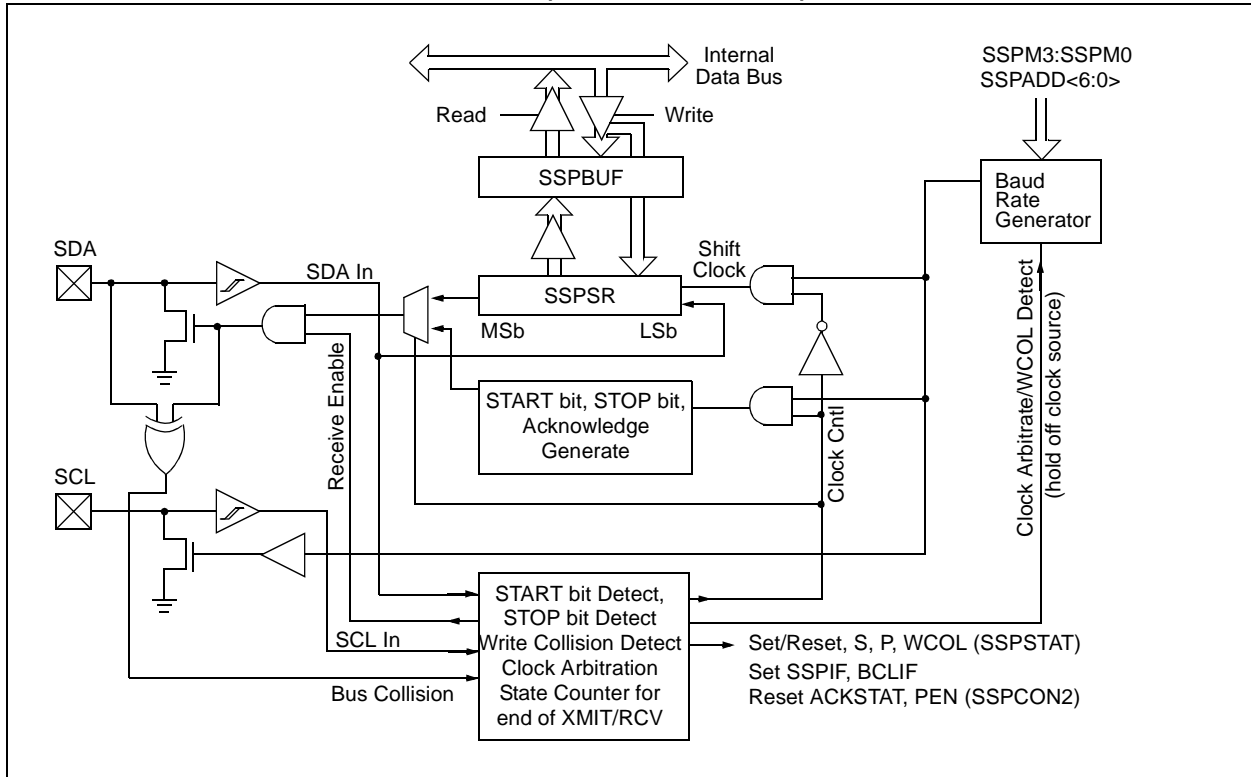 Internal
Data Bus
SSPM3:SSPM0
SSPADD<6:0>
Read
Write
SSPBUF
Baud
Rate
Generator
SDA
SDA In
Shift
Clock
SSPSR
MSb
LSb
START bit, STOP bit,
Acknowledge
Generate
Receive Enable
Clock Cntl
Clock Arbitrate/WCOL Detect
(hold off clock source)
SCL
SCL In
Bus Collision
START bit Detect,
STOP bit Detect
Write Collision Detect
Clock Arbitration
State Counter for
end of XMIT/RCV
Set/Reset, S, P, WCOL (SSPSTAT)
Set SSPIF, BCLIF
Reset ACKSTAT, PEN (SSPCON2)